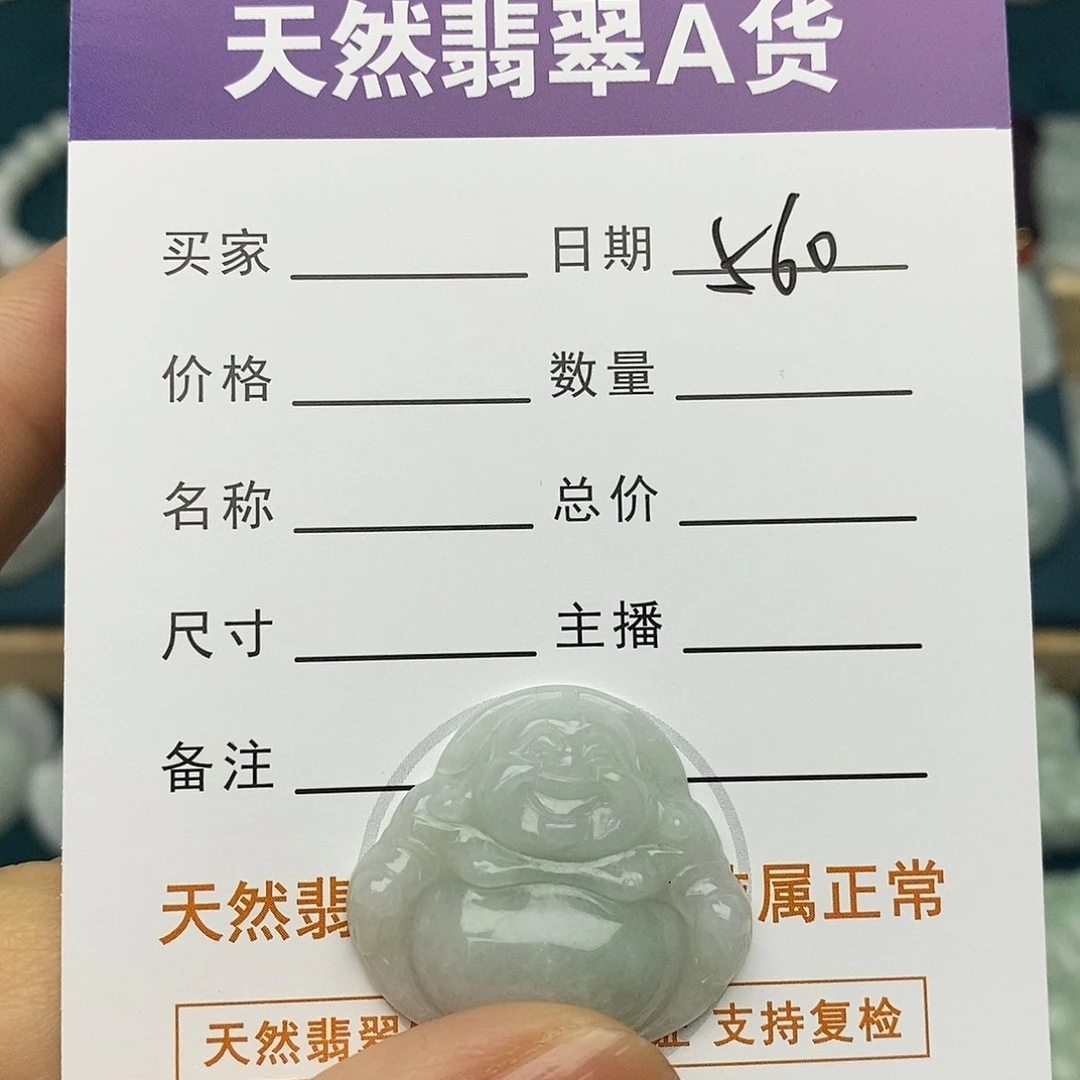 天然翡翠A货
买家 日期 560
价格 数量
名称 总价
尺寸 主播
备注
天然翡 属正常
天然翡翠 支持复检